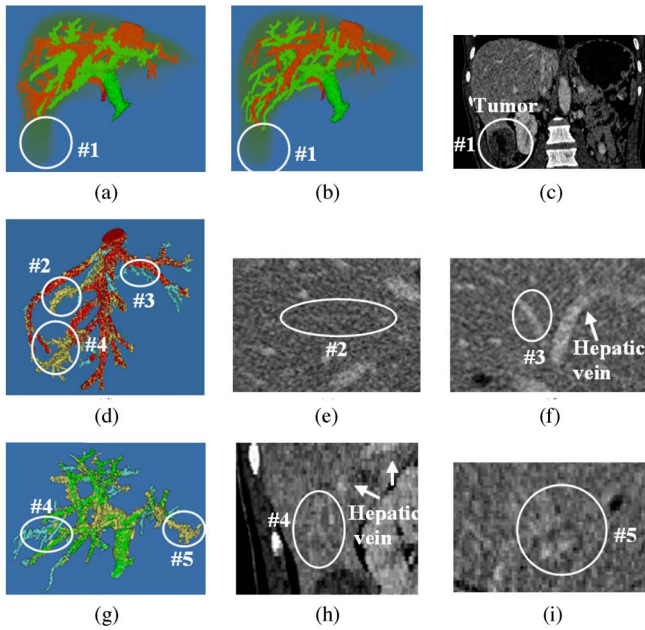 #1
#1
Tumor
#1
(a)
(b)
(c)
#2
#3
#4
#2
#3
Hepatic
vein
(d)
(e)
(f)
#4
#5
#4
Hepatic
vein
#5
(g)
(h)
(i)